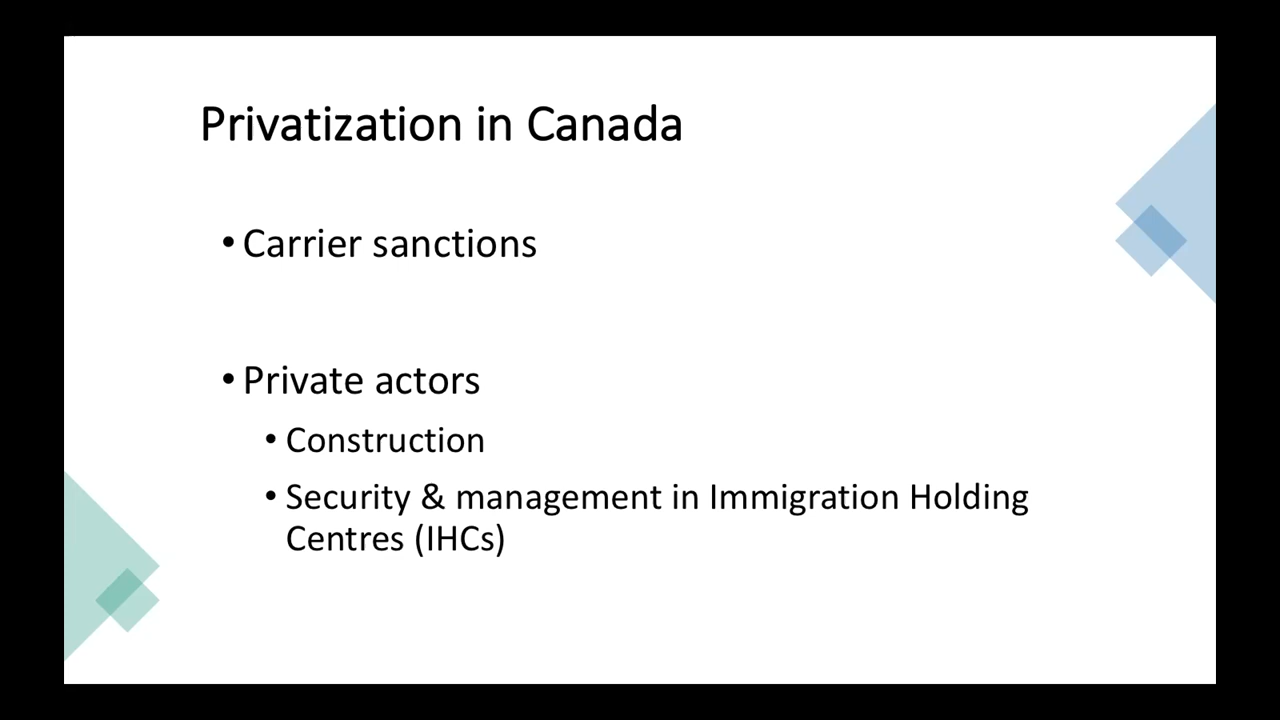 Privatization in Canada
• Carrier sanctions
• Private actors
• Construction
• Security & management in Immigration Holding
Centres (IHCs)